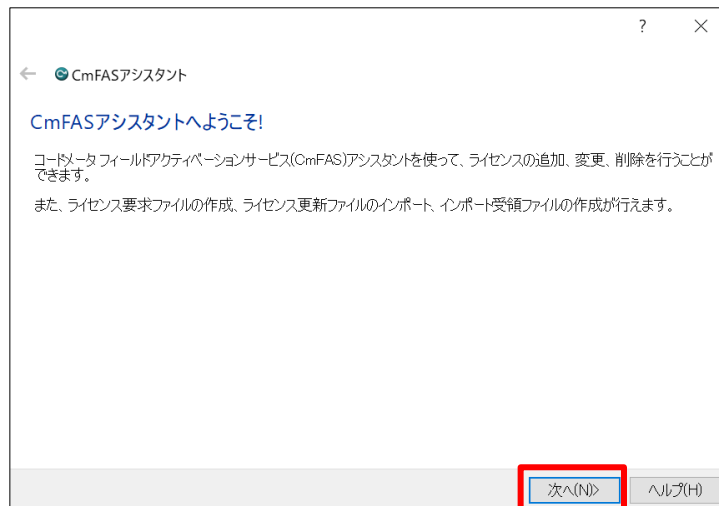 ?
CmFASアシスタント
CmFASアシスタントへようこそ!
コードメータ フィールドアクティベーションサービス(CmFAS)アシスタントを使って、ライセンスの追加、変更、削除を行うことが
できます。
また、ライセンス要求ファイルの作成、ライセンス更新ファイルのインポート、インポート受領ファイルの作成が行えます。
次へ(N)>
ヘルプ(H)